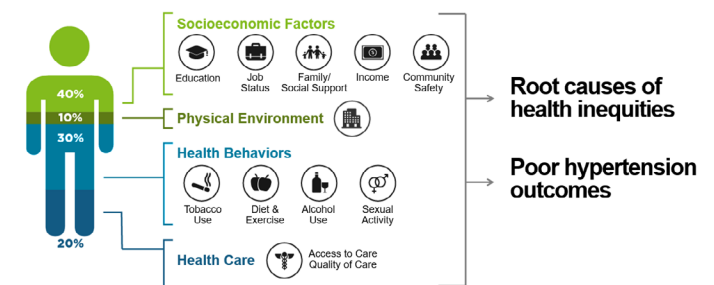 Socioeconomic Factors
Education
Job
Status
Family/
Social Support
Income
Community
Safety
40%
10%
30%
20%
Physical Environment
Health Behaviors
Tobacco
Use
Diet &
Exercise
Alcohol
Use
Sexual
Activity
Health Care
Access to Care
Quality of Care
Root causes of
health inequities
Poor hypertension
outcomes